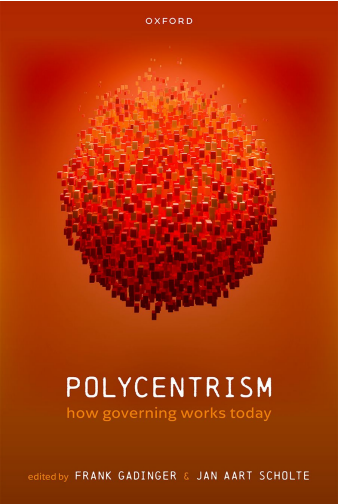 OXFORD
POLYCENTRISM
how governing works today
edited by FRANK GADINGER & JAN AART SCHOLTE